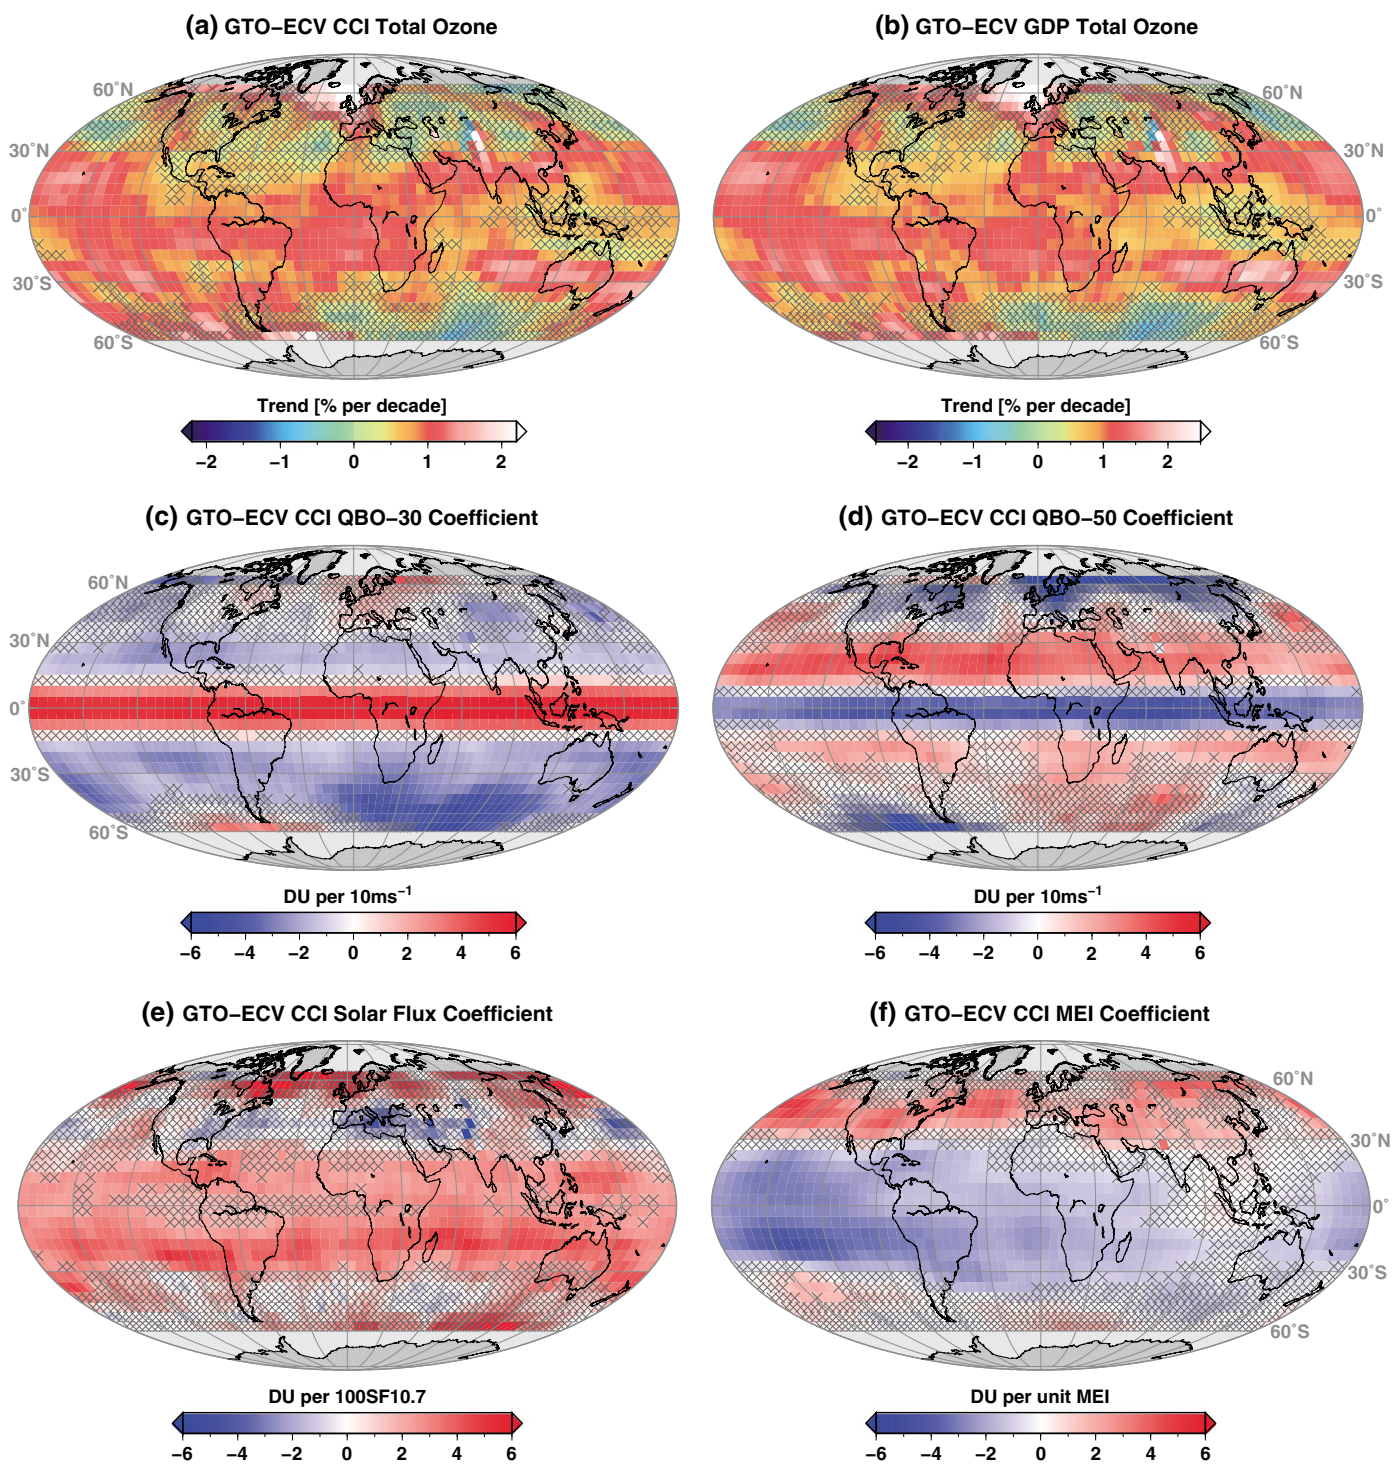 (a) GTO−ECV CCI Total Ozone
(b) GTO−ECV GDP Total Ozone
60˚N
30˚N
0˚
30˚S
60˚S
60˚N
30˚N
0˚
30˚S
60˚S
Trend [% per decade]
−2 −1 0 1 2
Trend [% per decade]
−2 −1 0 1 2
(c) GTO−ECV CCI QBO−30 Coefficient
(d) GTO−ECV CCI QBO−50 Coefficient
60˚N
30˚N
0˚
30˚S
60˚S
DU per 10ms⁻¹
−6 −4 −2 0 2 4 6
DU per 10ms⁻¹
−6 −4 −2 0 2 4 6
(e) GTO−ECV CCI Solar Flux Coefficient
(f) GTO−ECV CCI MEI Coefficient
60˚N
30˚N
0˚
30˚S
60˚S
DU per 100SF10.7
−6 −4 −2 0 2 4 6
DU per unit MEI
−6 −4 −2 0 2 4 6